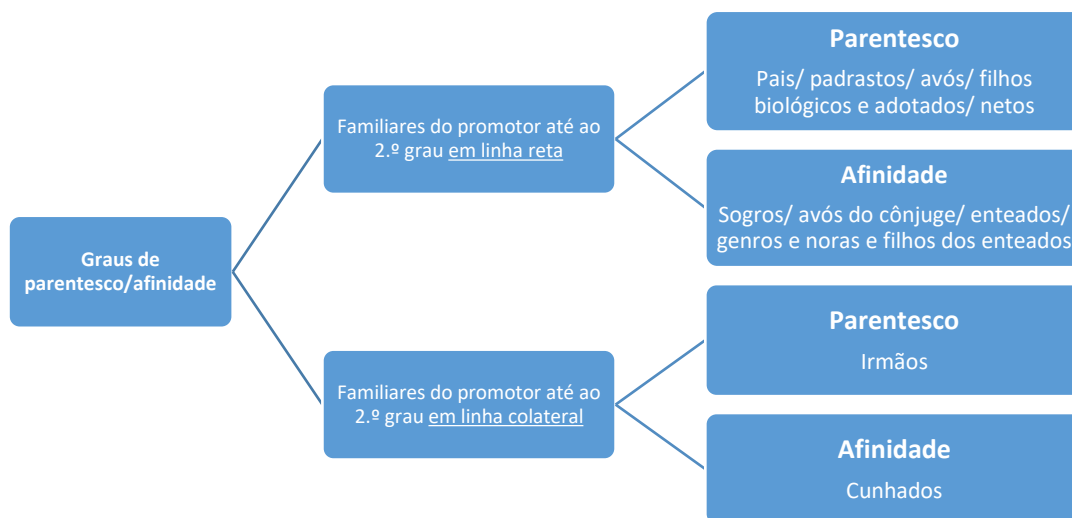 Graus de
parentesco/afinidade
Familiares do promotor até ao
2.º grau em linha reta
Parentesco
Pais/ padrastos/ avós/ filhos
biológicos e adotados/ netos
Afinidade
Sogros/ avós do cônjuge/ enteados/
genros e noras e filhos dos enteados
Familiares do promotor até ao
2.º grau em linha colateral
Parentesco
Irmãos
Afinidade
Cunhados